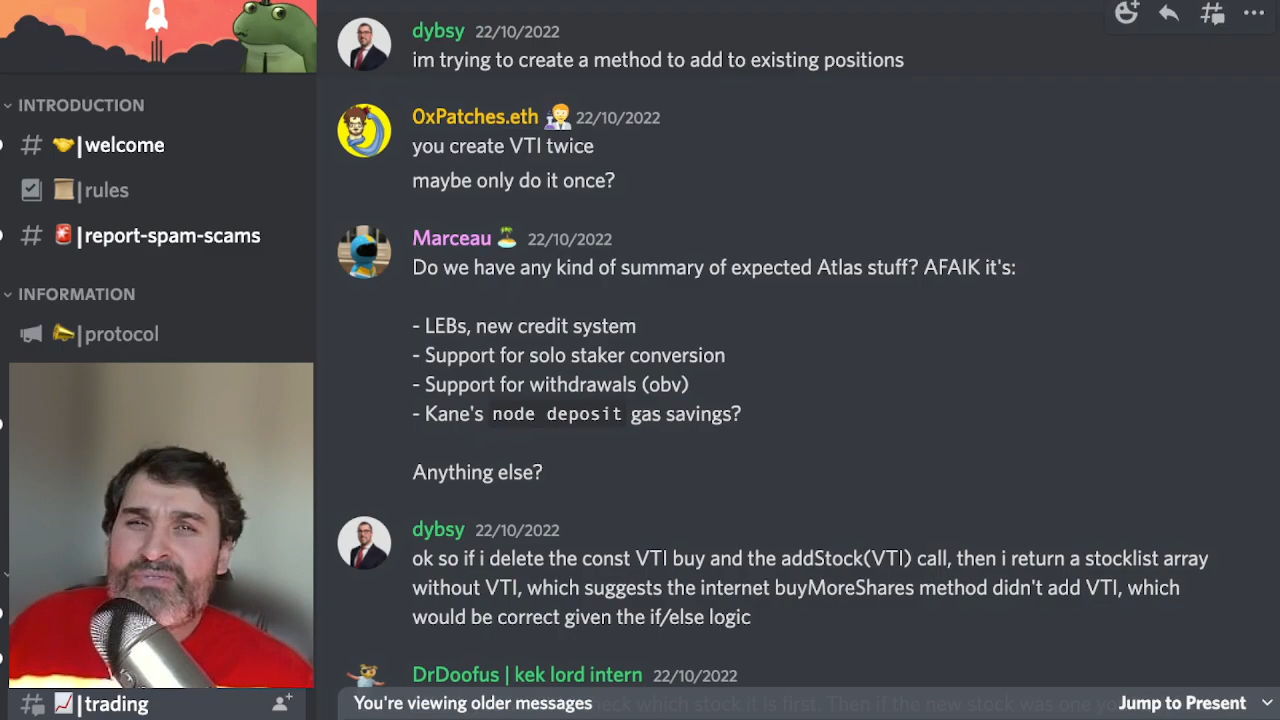 INTRODUCTION
welcome
rules
report-spam-scams
INFORMATION
protocol
trading
dybsy 22/10/2022
im trying to create a method to add to existing positions
0xPatches.eth 22/10/2022
you create VTI twice
maybe only do it once?
Marceau 22/10/2022
Do we have any kind of summary of expected Atlas stuff? AFAIK it's:
- LEBs, new credit system
- Support for solo staker conversion
- Support for withdrawals (obv)
- Kane's node deposit gas savings?
Anything else?
dybsy 22/10/2022
ok so if i delete the const VTI buy and the addStock(VTI) call, then i return a stocklist array
without VTI, which suggests the internet buyMoreShares method didn't add VTI, which
would be correct given the if/else logic
DrDoofus | kek lord intern 22/10/2022
You're viewing older messages
Jump to Present